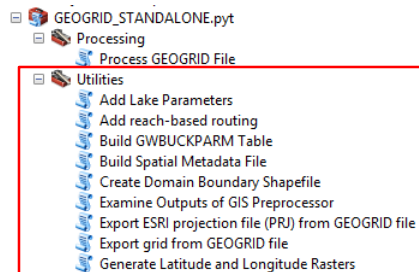 GEOGRID_STANDALONE.pyt
Processing
Process GEOGRID File
Utilities
Add Lake Parameters
Add reach-based routing
Build GWBUCKPARM Table
Build Spatial Metadata File
Create Domain Boundary Shapefile
Examine Outputs of GIS Preprocessor
Export ESRI projection file (PRJ) from GEOGRID file
Export grid from GEOGRID file
Generate Latitude and Longitude Rasters